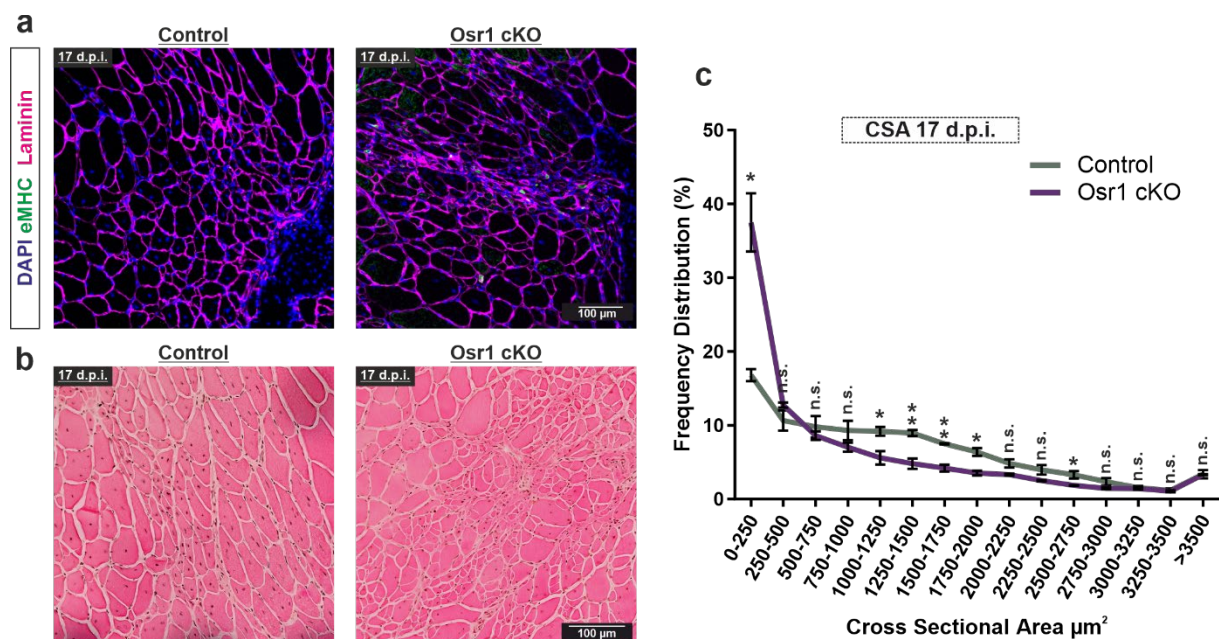 a
Control
Osr1 cKO
DAPI eMHC Laminin
17 d.p.i.
17 d.p.i.
100 µm
b
Control
Osr1 cKO
17 d.p.i.
17 d.p.i.
100 µm
c
CSA 17 d.p.i.
Control
Osr1 cKO
Frequency Distribution (%)
50
40
30
20
10
0
*
n.s.
n.s.
n.s.
*
**
**
*
n.s.
n.s.
*
n.s.
n.s.
n.s.
n.s.
0-250
250-500
500-750
750-1000
1000-1250
1250-1500
1500-1750
1750-2000
2000-2250
2250-2500
2500-2750
2750-3000
3000-3250
3250-3500
>3500
Cross Sectional Area µm²